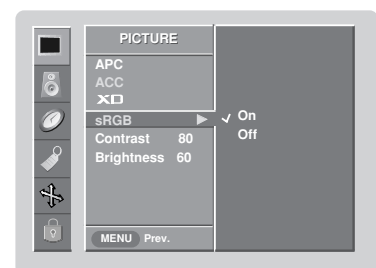 PICTURE
APC
ACC
XD
sRGB
On
Off
Contrast 80
Brightness 60
MENU Prev.